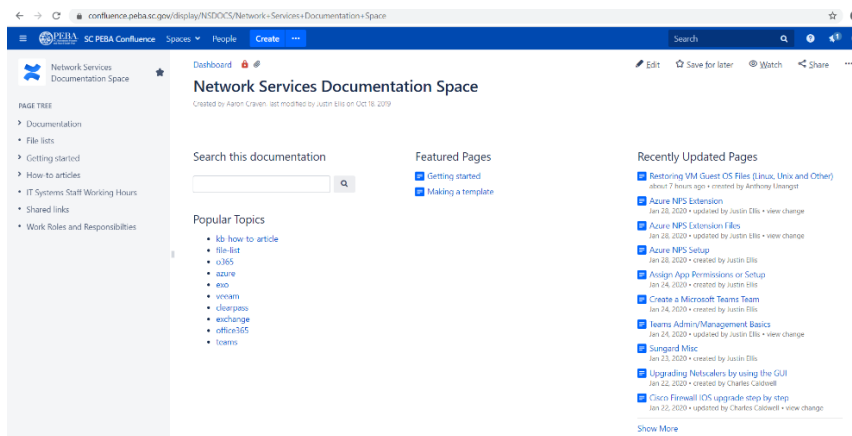 confluence.peba.sc.gov/display/NSDOCS/Network+Services+Documentation+Space
PEBA SC PEBA Confluence Spaces People Create ••• Search
Network Services
Documentation Space
PAGE TREE
Documentation
File lists
Getting started
How-to articles
IT Systems Staff Working Hours
Shared links
Work Roles and Responsibilties
Dashboard
Edit Save for later Watch Share •••
Network Services Documentation Space
Created by Aaron Craven, last modified by Justin Ellis on Oct 18, 2019
Search this documentation
Popular Topics
• kb-how-to-article
• file-list
• o365
• azure
• exo
• veeam
• clearpass
• exchange
• office365
• teams
Featured Pages
Getting started
Making a template
Recently Updated Pages
Restoring VM Guest OS Files (Linux, Unix and Other)
about 7 hours ago • created by Anthony Unangst
Azure NPS Extension
Jan 28, 2020 • updated by Justin Ellis • view change
Azure NPS Extension Files
Jan 28, 2020 • updated by Justin Ellis • view change
Azure NPS Setup
Jan 28, 2020 • created by Justin Ellis
Assign App Permissions or Setup
Jan 24, 2020 • created by Justin Ellis
Create a Microsoft Teams Team
Jan 24, 2020 • created by Justin Ellis
Teams Admin/Management Basics
Jan 24, 2020 • updated by Justin Ellis • view change
Sungard Misc
Jan 23, 2020 • created by Justin Ellis
Upgrading Netscalers by using the GUI
Jan 22, 2020 • created by Charles Caldwell
Cisco Firewall IOS upgrade step by step
Jan 22, 2020 • updated by Charles Caldwell • view change
Show More